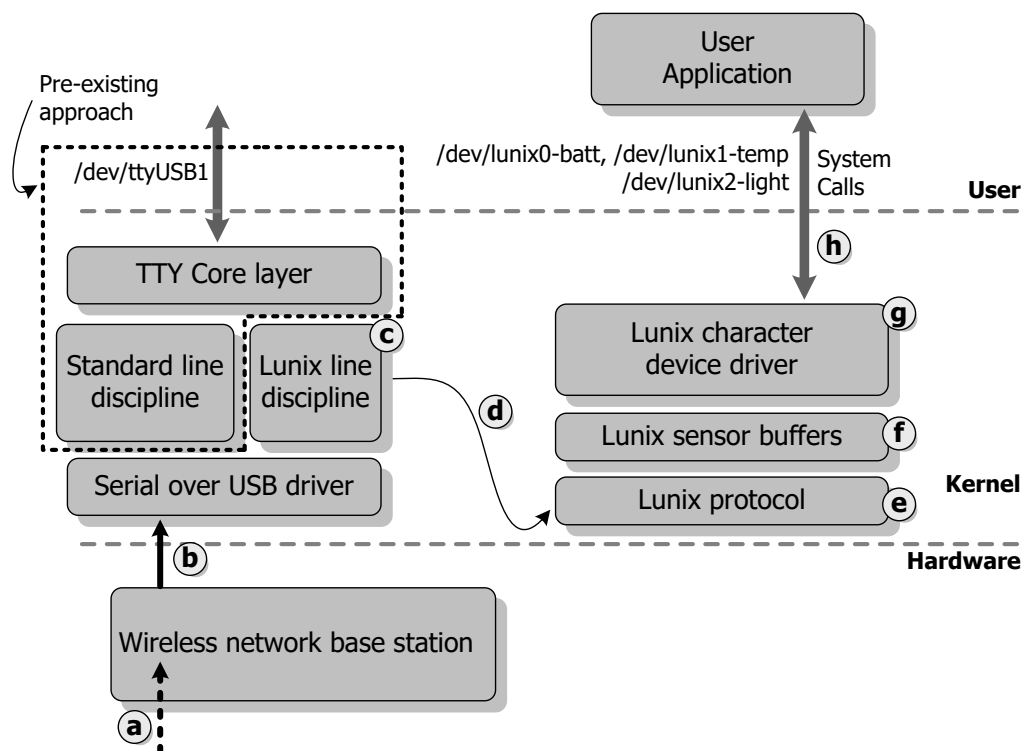 User
Application
Pre-existing
approach
/dev/ttyUSB1
/dev/lunix0-batt, /dev/lunix1-temp
/dev/lunix2-light
System
Calls
User
h
TTY Core layer
Standard line
discipline
Lunix line
discipline
c
d
Lunix character
device driver
g
Lunix sensor buffers
f
Serial over USB driver
Lunix protocol
e
Kernel
Hardware
b
Wireless network base station
a